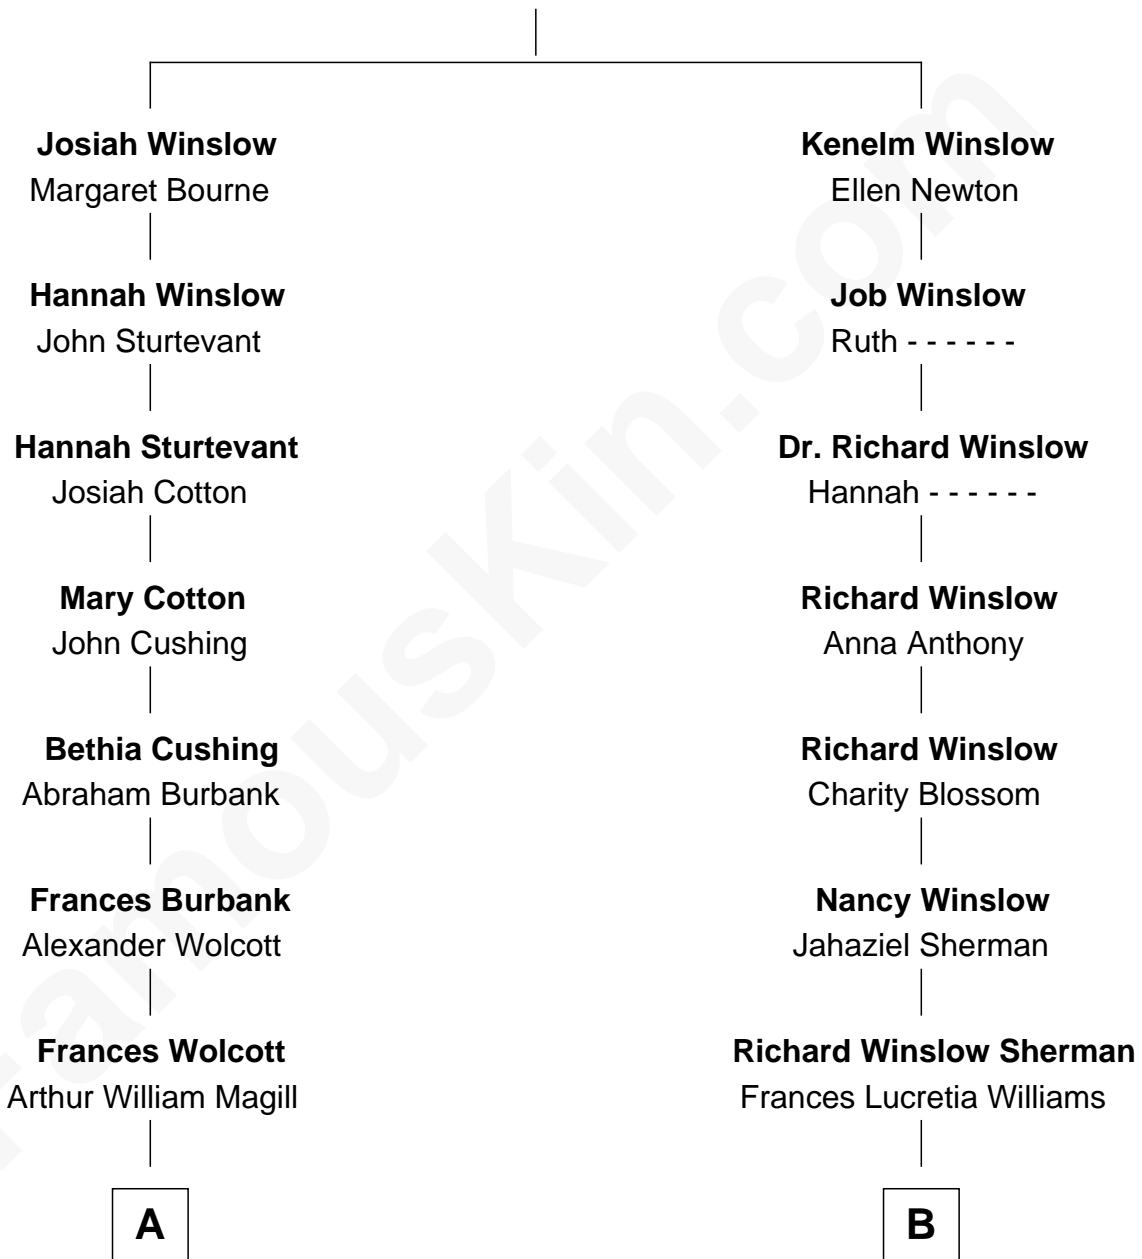 Josiah Winslow
Margaret Bourne
Hannah Winslow
John Sturtevant
Hannah Sturtevant
Josiah Cotton
Mary Cotton
John Cushing
Bethia Cushing
Abraham Burbank
Frances Burbank
Alexander Wolcott
Frances Wolcott
Arthur William Magill
A
Kenelm Winslow
Ellen Newton
Job Winslow
Ruth - - - - - -
Dr. Richard Winslow
Hannah - - - - - -
Richard Winslow
Anna Anthony
Richard Winslow
Charity Blossom
Nancy Winslow
Jahaziel Sherman
Richard Winslow Sherman
Frances Lucretia Williams
B
FamousKin.com